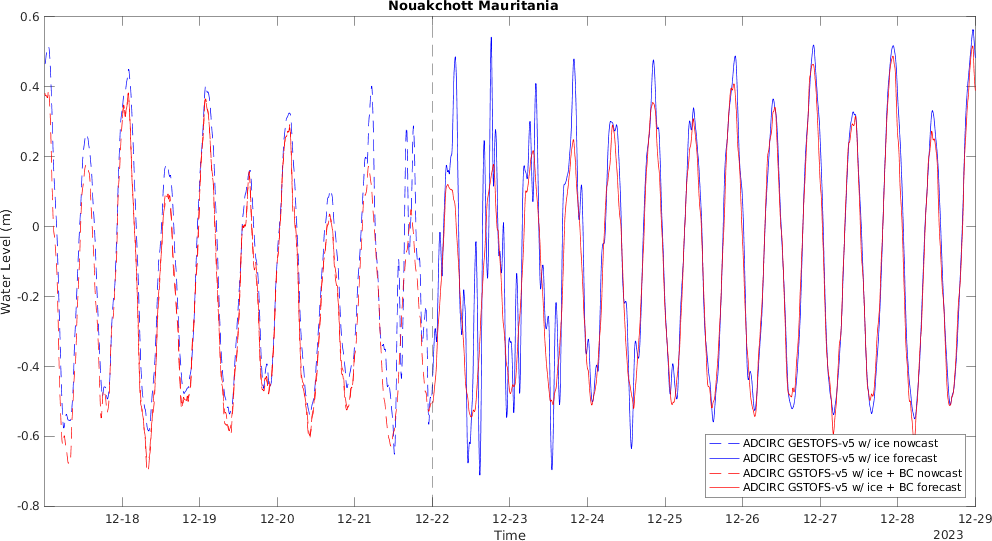 Nouakchott Mauritania
0.6
0.4
0.2
0
-0.2
-0.4
-0.6
-0.8
Water Level (m)
ADCIRC GESTOFS-v5 w/ ice nowcast
ADCIRC GESTOFS-v5 w/ ice forecast
ADCIRC GSTOFS-v5 w/ ice + BC nowcast
ADCIRC GSTOFS-v5 w/ ice + BC forecast
12-18 12-19 12-20 12-21 12-22 12-23 12-24 12-25 12-26 12-27 12-28 12-29
Time
2023